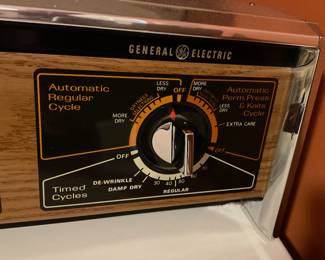 GENERAL GE ELECTRIC
Automatic
Regular
Cycle
LESS
DRY
OFF
MORE
DRY
MORE
DRY
LESS
DRY
Automatic
Perm Press
& Knits
Cycle
EXTRA CARE
OFF
OFF
Timed
Cycles
DE-WRINKLE
DAMP DRY
30
40
REGULAR